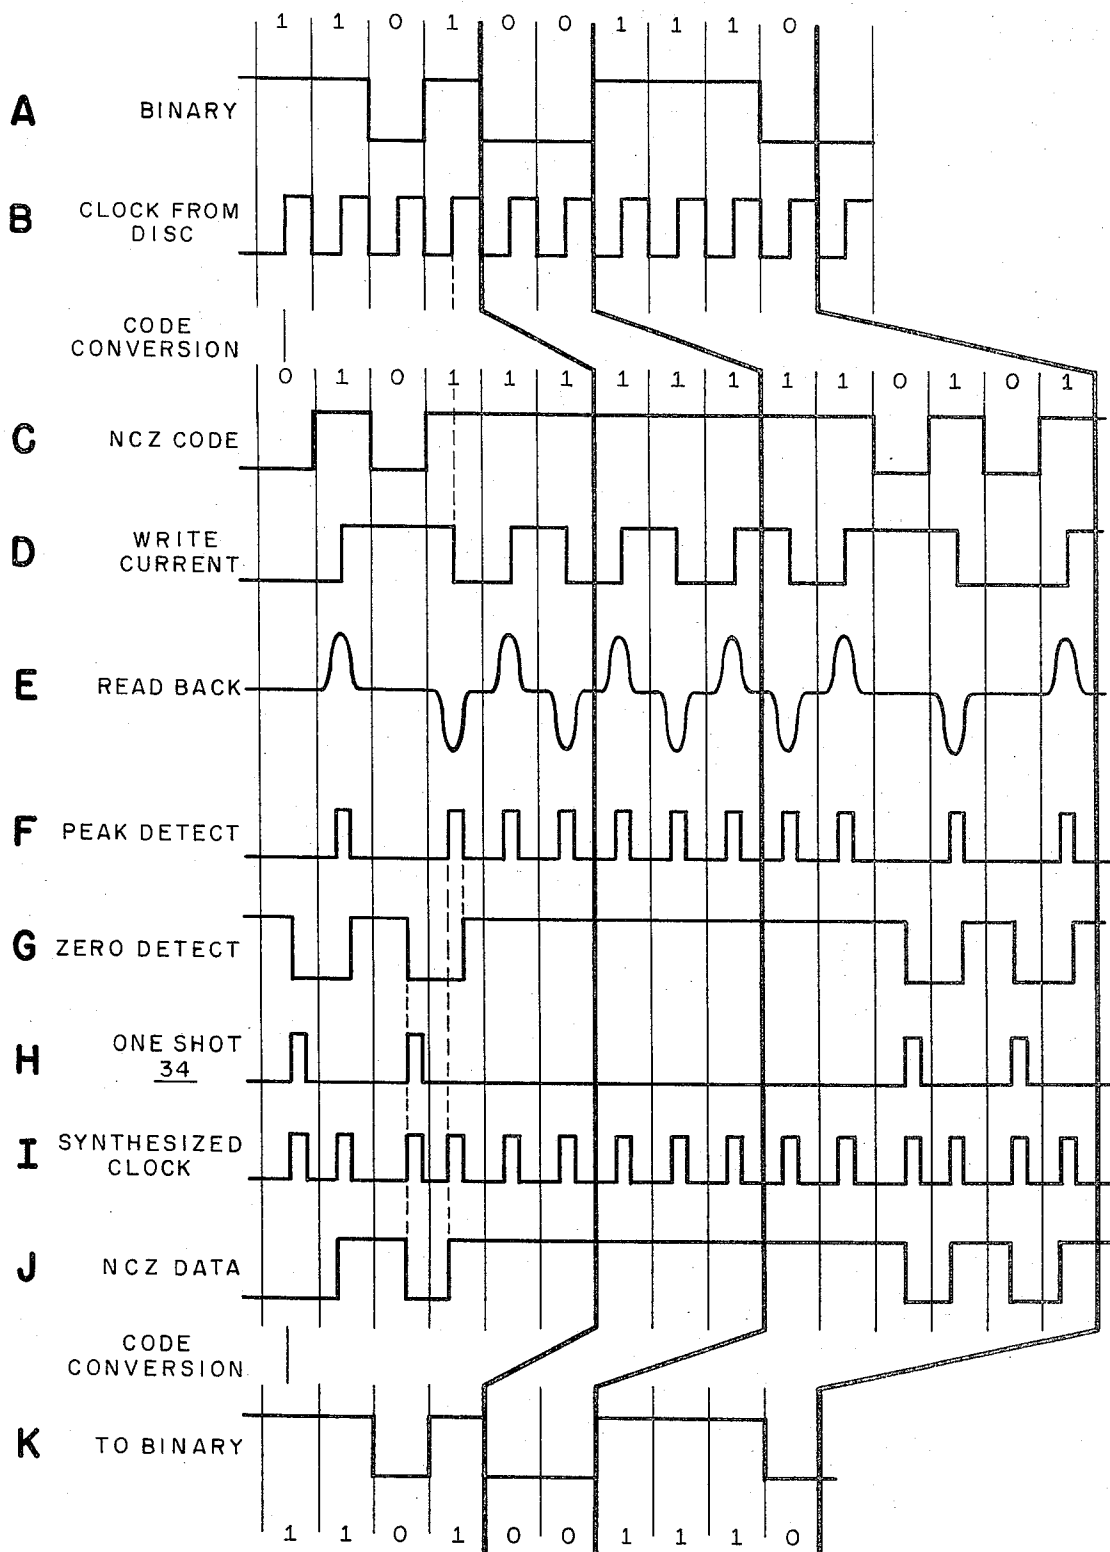 1 1 0 1 0 0 1 1 1 0
A BINARY
B CLOCK FROM
DISC
CODE
CONVERSION
0 1 0 1 1 1 1 1 1 1 1 0 1 0 1
C NCZ CODE
D WRITE
CURRENT
E READ BACK
F PEAK DETECT
G ZERO DETECT
H ONE SHOT
34
I SYNTHESIZED
CLOCK
J NCZ DATA
CODE
CONVERSION
K TO BINARY
1 1 0 1 0 0 1 1 1 0